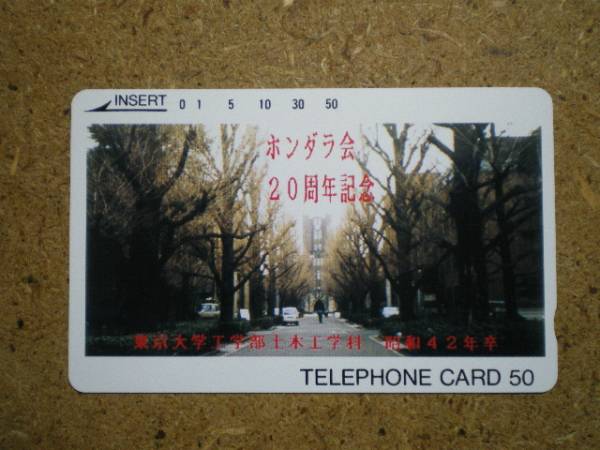 INSERT 0 1 5 10 30 50
ホンダラ会
20周年記念
東京大学工学部土木工学科 昭和42年卒
TELEPHONE CARD 50